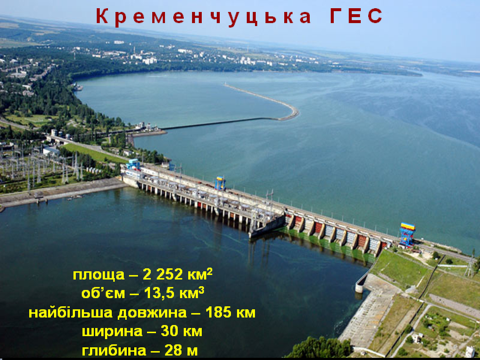 Кременчуцька ГЕС
площа – 2 252 км²
об’єм – 13,5 км³
найбільша довжина – 185 км
ширина – 30 км
глибина – 28 м